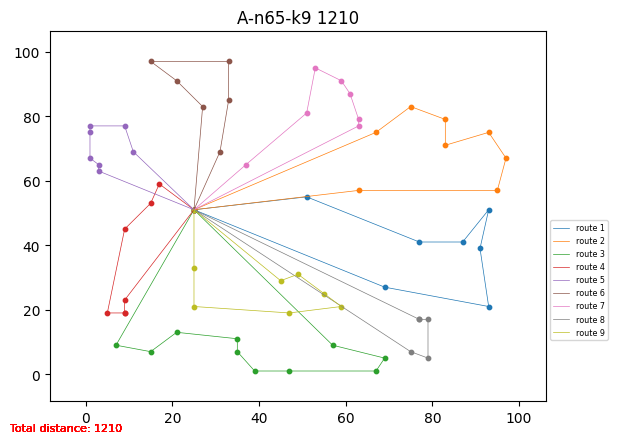 A-n65-k9 1210
100
80
60
40
20
0
0 20 40 60 80 100
route 1
route 2
route 3
route 4
route 5
route 6
route 7
route 8
route 9
Total distance: 1210